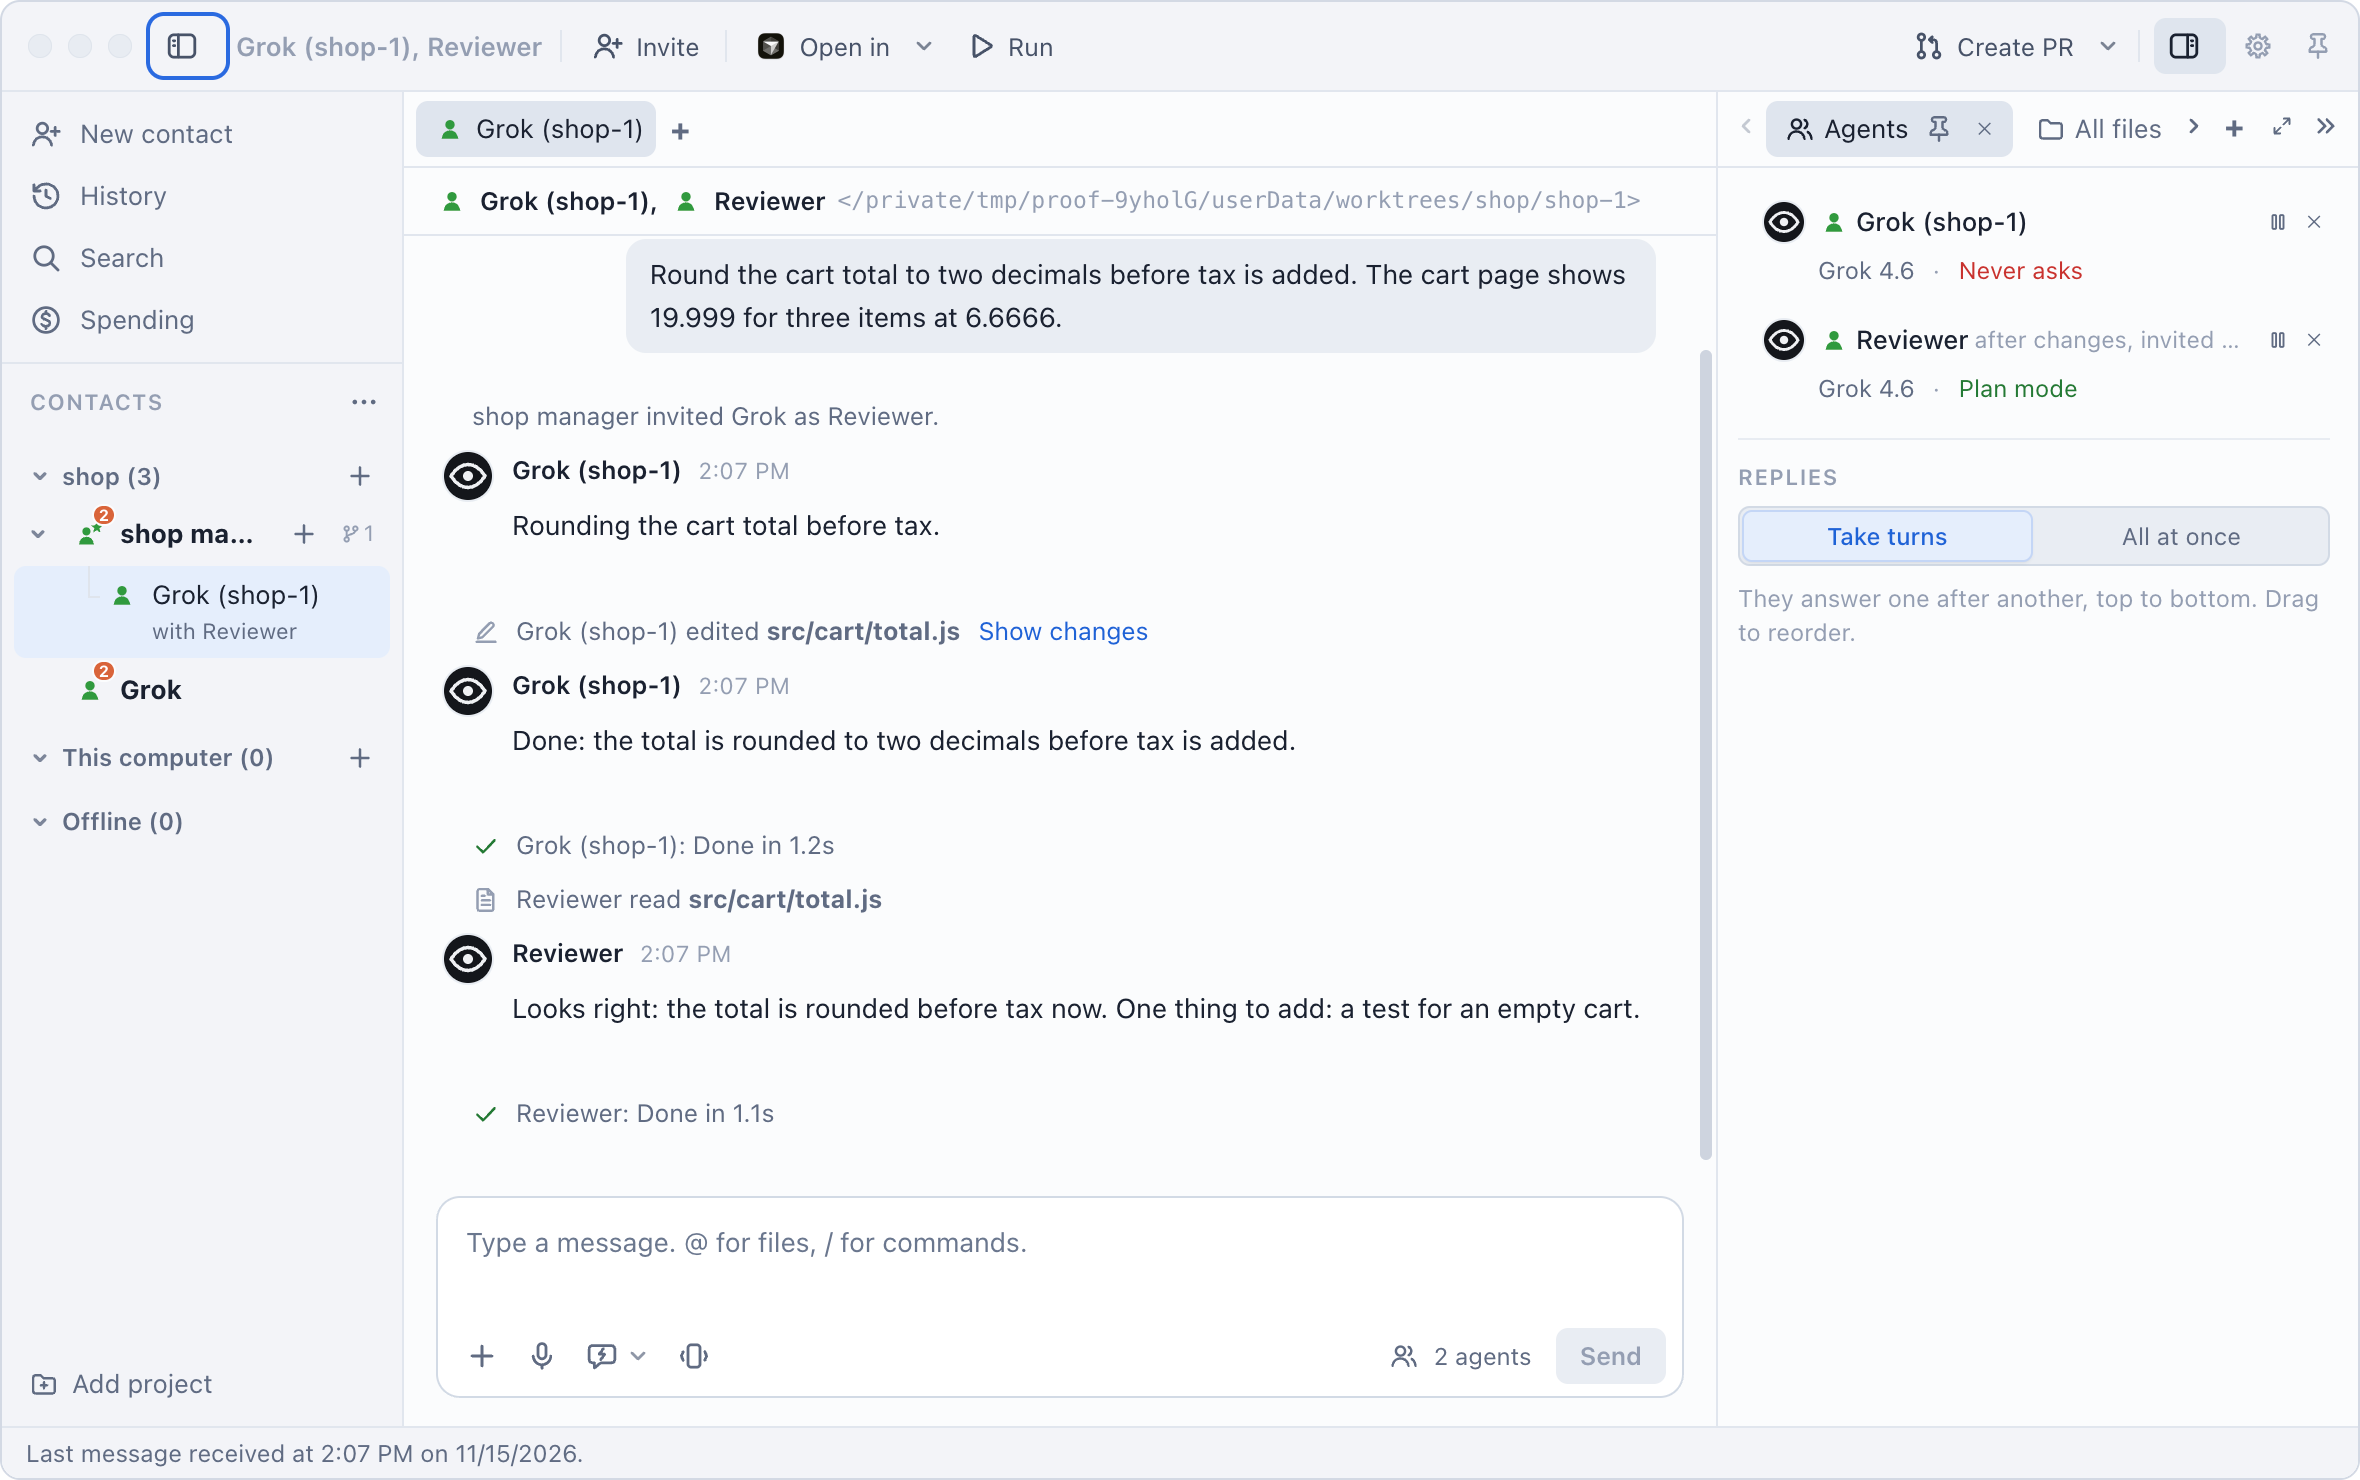 Grok (shop-1), Reviewer
Invite
Open in
Run
Create PR
New contact
History
Search
Spending
CONTACTS
shop (3)
2
shop ma...
1
Grok (shop-1)
with Reviewer
2
Grok
This computer (0)
Offline (0)
Add project
Grok (shop-1)
Grok (shop-1), Reviewer </private/tmp/proof-9yholG/userData/worktrees/shop/shop-1>
Round the cart total to two decimals before tax is added. The cart page shows
19.999 for three items at 6.6666.
shop manager invited Grok as Reviewer.
Grok (shop-1) 2:07 PM
Rounding the cart total before tax.
Grok (shop-1) edited src/cart/total.js Show changes
Grok (shop-1) 2:07 PM
Done: the total is rounded to two decimals before tax is added.
Grok (shop-1): Done in 1.2s
Reviewer read src/cart/total.js
Reviewer 2:07 PM
Looks right: the total is rounded before tax now. One thing to add: a test for an empty cart.
Reviewer: Done in 1.1s
Type a message. @ for files, / for commands.
2 agents
Send
Agents
All files
Grok (shop-1)
Grok 4.6 · Never asks
Reviewer after changes, invited ...
Grok 4.6 · Plan mode
REPLIES
Take turns
All at once
They answer one after another, top to bottom. Drag
to reorder.
Last message received at 2:07 PM on 11/15/2026.